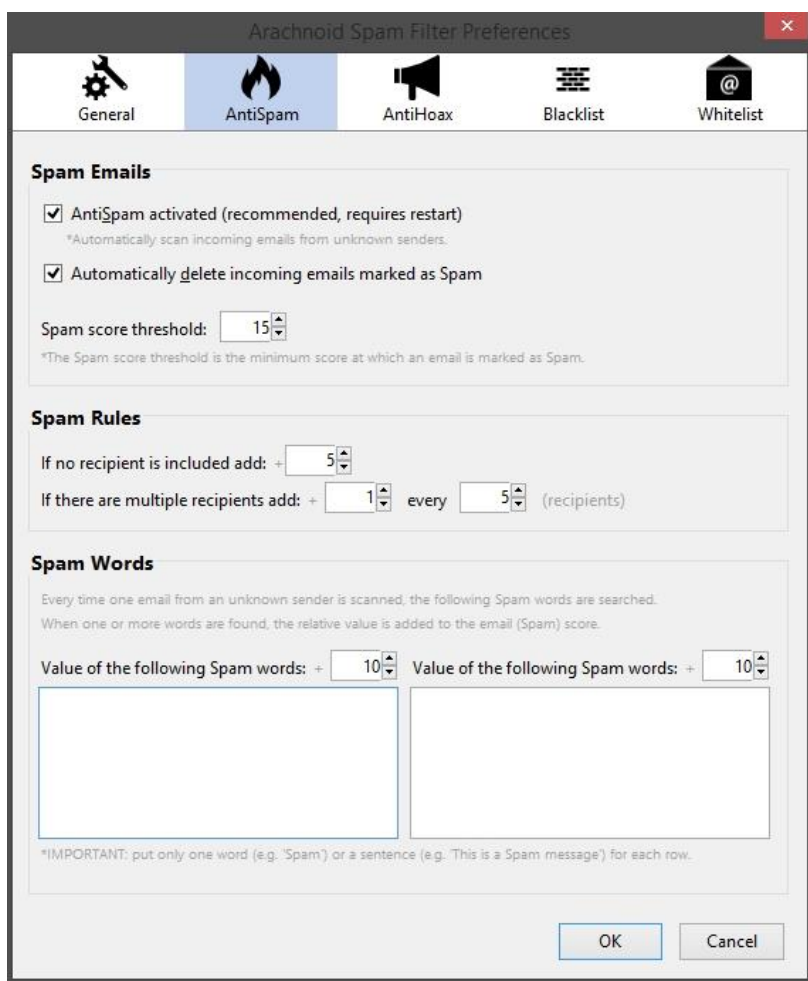 Arachnoid Spam Filter Preferences
General AntiSpam AntiHoax Blacklist Whitelist
Spam Emails
AntiSpam activated (recommended, requires restart)
*Automatically scan incoming emails from unknown senders.
Automatically delete incoming emails marked as Spam
Spam score threshold: 15
*The Spam score threshold is the minimum score at which an email is marked as Spam.
Spam Rules
If no recipient is included add: + 5
If there are multiple recipients add: + 1 every 5 (recipients)
Spam Words
Every time one email from an unknown sender is scanned, the following Spam words are searched.
When one or more words are found, the relative value is added to the email (Spam) score.
Value of the following Spam words: + 10 Value of the following Spam words: + 10
*IMPORTANT: put only one word (e.g. 'Spam') or a sentence (e.g. 'This is a Spam message') for each row.
OK Cancel